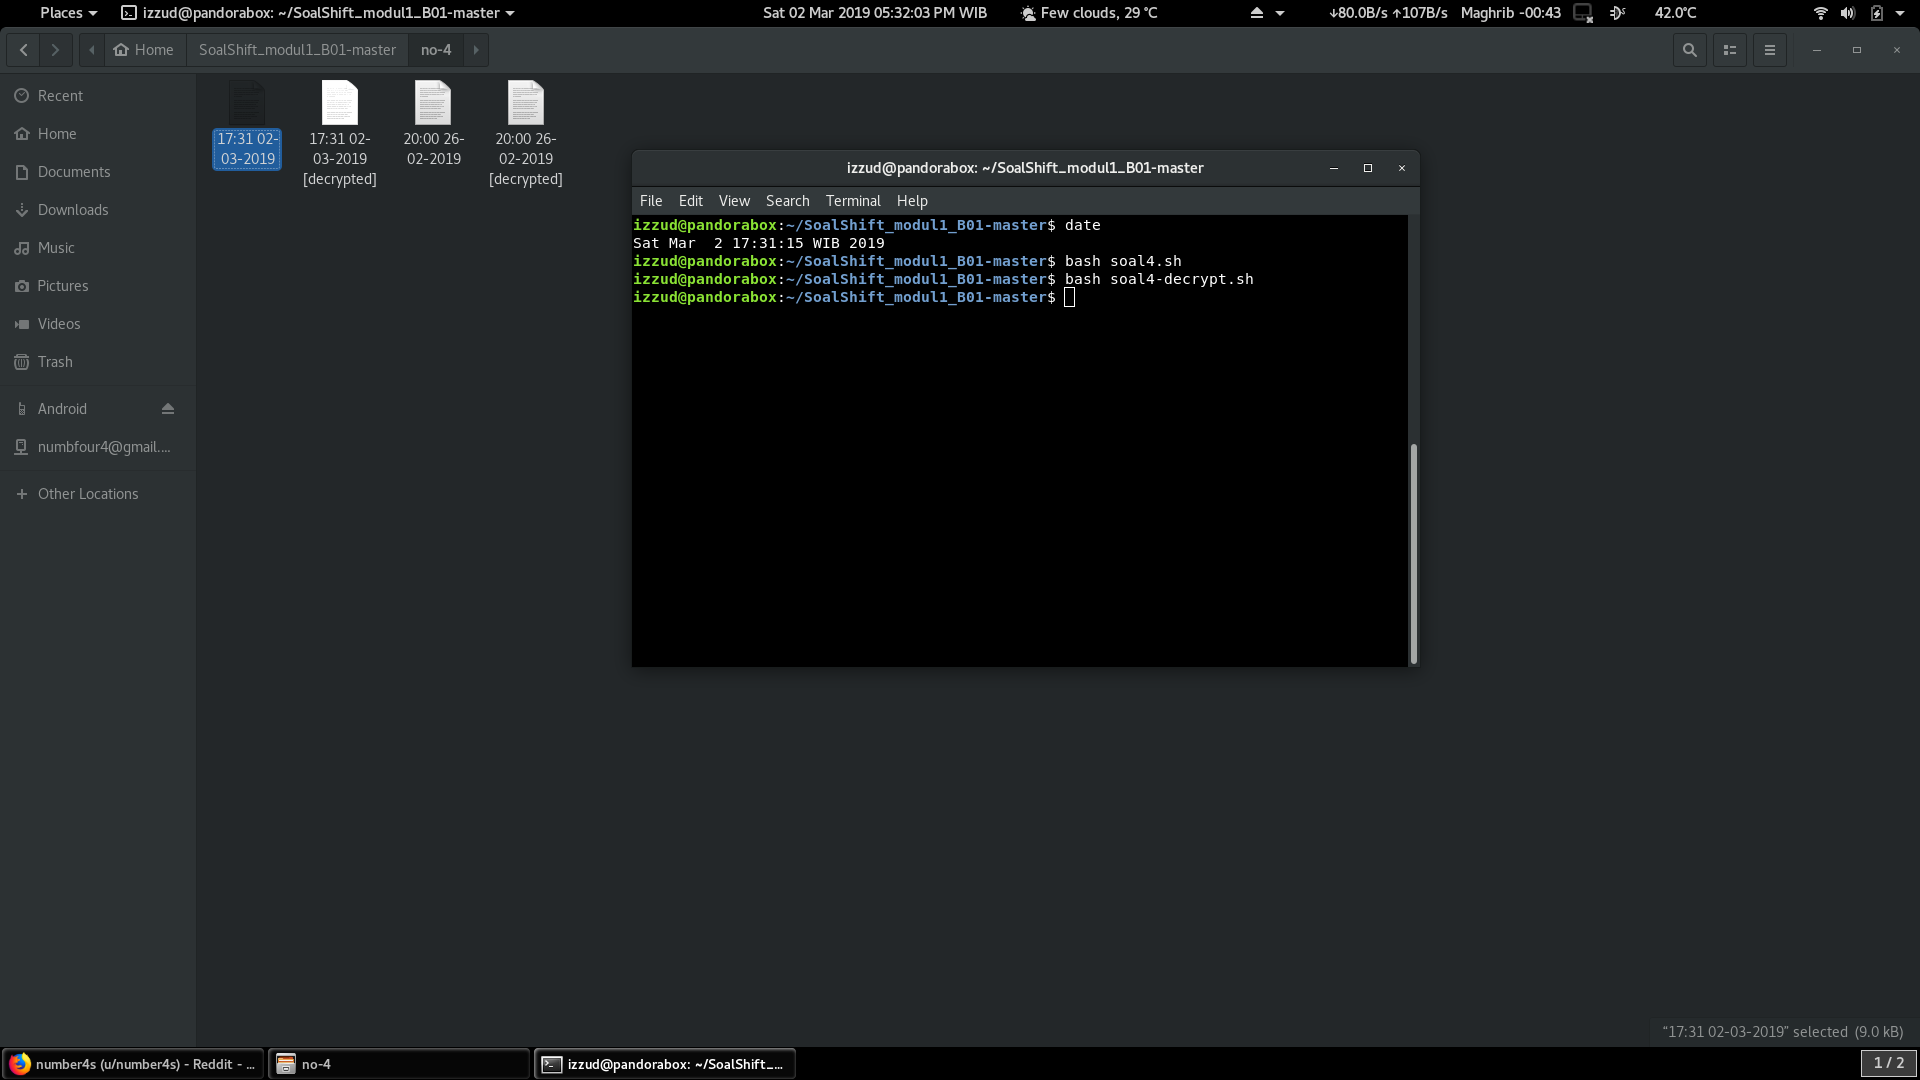 Places
izzud@pandorabox: ~/SoalShift_modul1_B01-master
Sat 02 Mar 2019 05:32:03 PM WIB
Few clouds, 29 °C
↓80.0B/s ↑107B/s
Maghrib -00:43
42.0°C
Home
SoalShift_modul1_B01-master
no-4
Recent
Home
Documents
Downloads
Music
Pictures
Videos
Trash
Android
numbfour4@gmail....
+ Other Locations
17:31 02-
03-2019
17:31 02-
03-2019
[decrypted]
20:00 26-
02-2019
20:00 26-
02-2019
[decrypted]
izzud@pandorabox: ~/SoalShift_modul1_B01-master
File Edit View Search Terminal Help
izzud@pandorabox:~/SoalShift_modul1_B01-master$ date
Sat Mar  2 17:31:15 WIB 2019
izzud@pandorabox:~/SoalShift_modul1_B01-master$ bash soal4.sh
izzud@pandorabox:~/SoalShift_modul1_B01-master$ bash soal4-decrypt.sh
izzud@pandorabox:~/SoalShift_modul1_B01-master$
“17:31 02-03-2019” selected (9.0 kB)
number4s (u/number4s) - Reddit - ...
no-4
izzud@pandorabox: ~/SoalShift_...
1 / 2